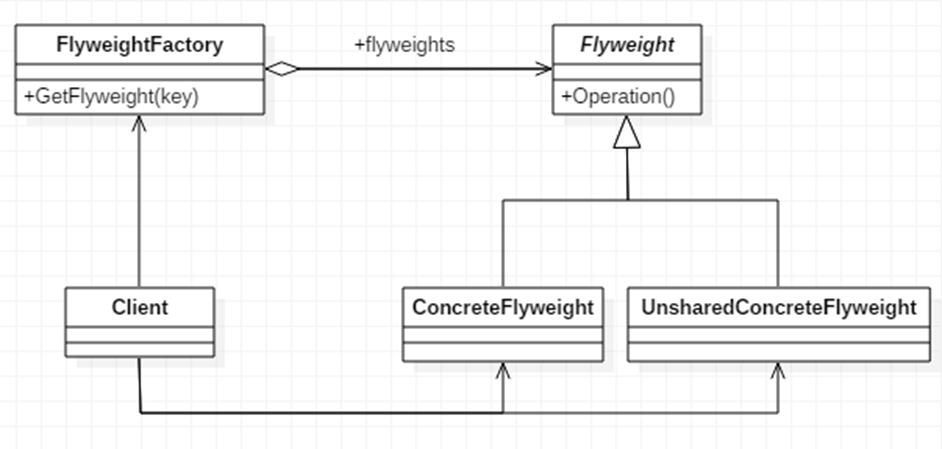 FlyweightFactory
+flyweights
Flyweight
+GetFlyweight(key)
+Operation()
Client
ConcreteFlyweight
UnsharedConcreteFlyweight